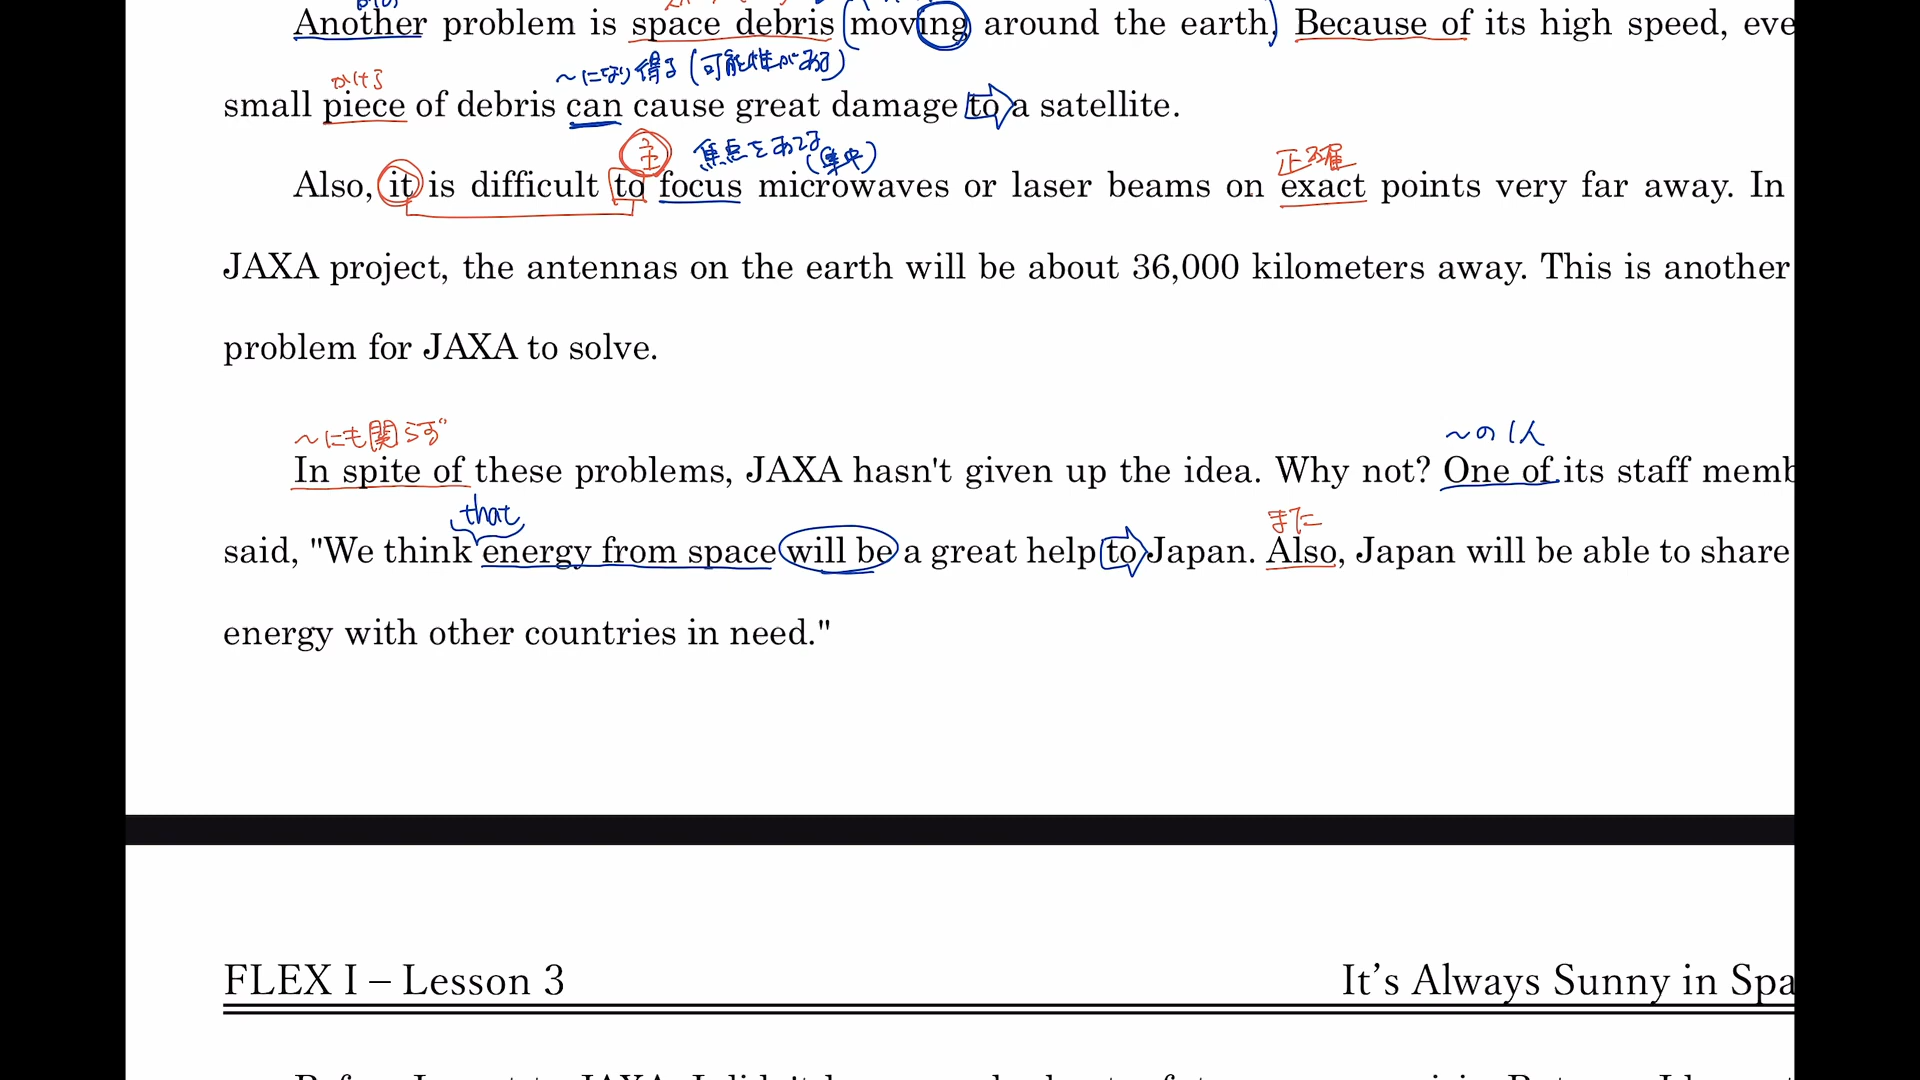 Another problem is space debris (moving around the earth) Because of its high speed, eve
～になり得る (可能性がある)
かけら
small piece of debris can cause great damage to a satellite.
主 焦点をあてる (集中) 正確
Also, it is difficult to focus microwaves or laser beams on exact points very far away. In
JAXA project, the antennas on the earth will be about 36,000 kilometers away. This is another
problem for JAXA to solve.
～にも関らず ～の1人
In spite of these problems, JAXA hasn't given up the idea. Why not? One of its staff memb
that また
said, "We think energy from space will be a great help to Japan. Also, Japan will be able to share
energy with other countries in need."
FLEX I – Lesson 3 It's Always Sunny in Spa